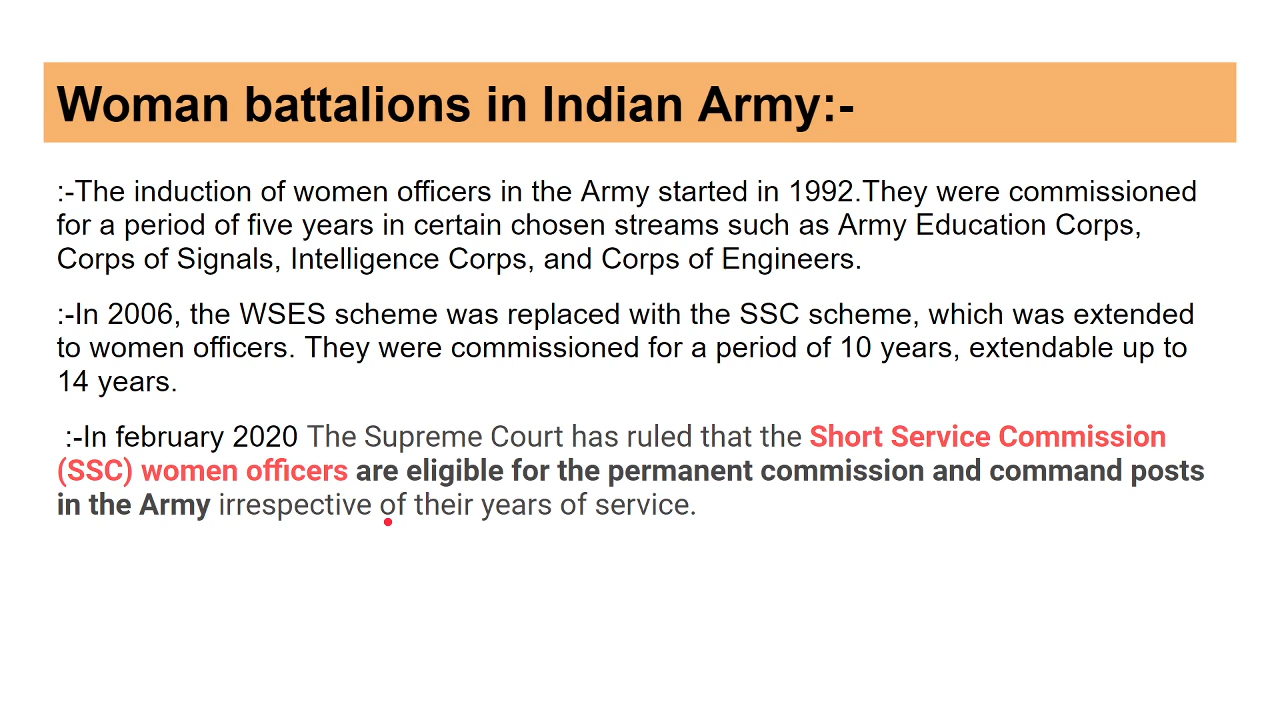 Woman battalions in Indian Army:-
:-The induction of women officers in the Army started in 1992.They were commissioned
for a period of five years in certain chosen streams such as Army Education Corps,
Corps of Signals, Intelligence Corps, and Corps of Engineers.
:-In 2006, the WSES scheme was replaced with the SSC scheme, which was extended
to women officers. They were commissioned for a period of 10 years, extendable up to
14 years.
:-In february 2020 The Supreme Court has ruled that the Short Service Commission
(SSC) women officers are eligible for the permanent commission and command posts
in the Army irrespective of their years of service.